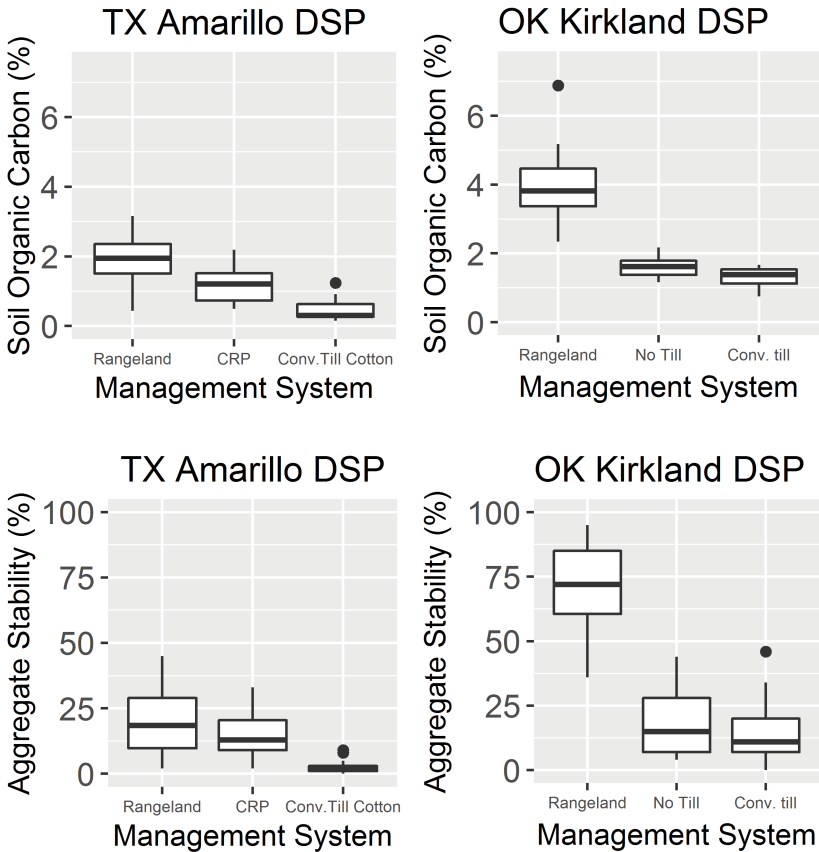 TX Amarillo DSP
Soil Organic Carbon (%)
6
4
2
0
Rangeland CRP Conv.Till Cotton
Management System
OK Kirkland DSP
Soil Organic Carbon (%)
6
4
2
0
Rangeland No Till Conv. till
Management System
TX Amarillo DSP
Aggregate Stability (%)
100
75
50
25
0
Rangeland CRP Conv.Till Cotton
Management System
OK Kirkland DSP
Aggregate Stability (%)
100
75
50
25
0
Rangeland No Till Conv. till
Management System